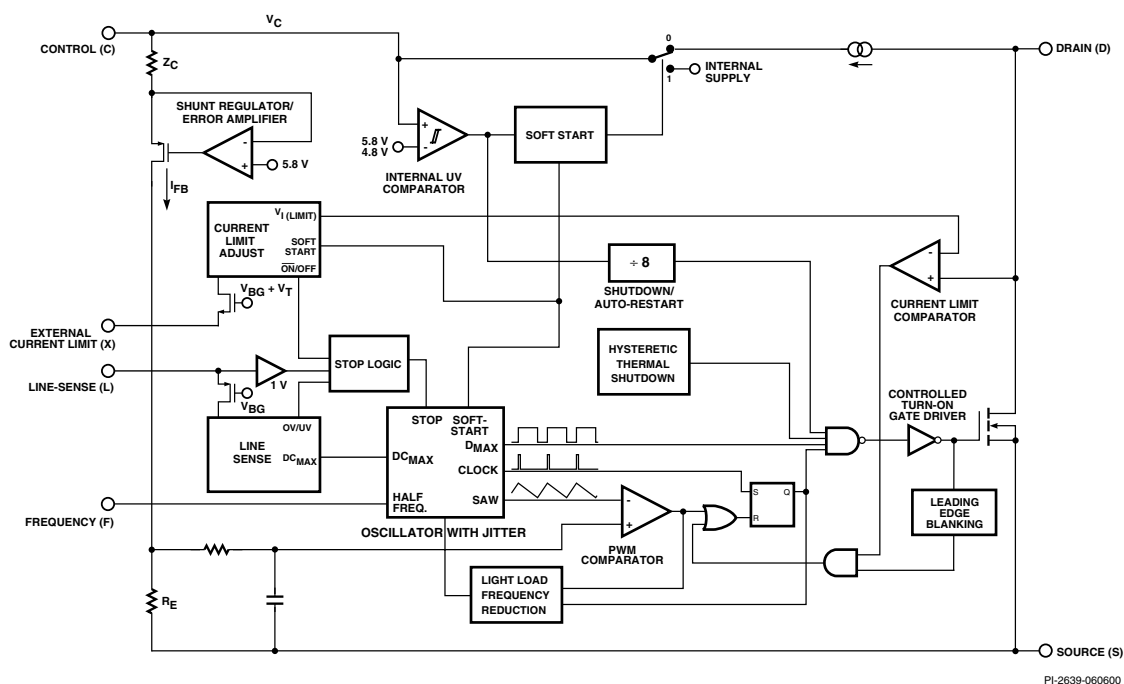 V_C
CONTROL (C)
Z_C
0
DRAIN (D)
INTERNAL
SUPPLY
1
SHUNT REGULATOR/
ERROR AMPLIFIER
-
+
5.8 V
I_FB
+
-
5.8 V
4.8 V
INTERNAL UV
COMPARATOR
SOFT START
V_I (LIMIT)
CURRENT
LIMIT
ADJUST
SOFT
START
O̅N̅/OFF
V_BG + V_T
÷ 8
SHUTDOWN/
AUTO-RESTART
-
+
CURRENT LIMIT
COMPARATOR
EXTERNAL
CURRENT LIMIT (X)
HYSTERETIC
THERMAL
SHUTDOWN
STOP LOGIC
LINE-SENSE (L)
1 V
V_BG
CONTROLLED
TURN-ON
GATE DRIVER
OV/UV
LINE
SENSE
DC_MAX
STOP
SOFT-
START
D_MAX
DC_MAX
CLOCK
HALF
FREQ.
SAW
OSCILLATOR WITH JITTER
FREQUENCY (F)
-
+
PWM
COMPARATOR
S
Q
R
LEADING
EDGE
BLANKING
LIGHT LOAD
FREQUENCY
REDUCTION
R_E
SOURCE (S)
PI-2639-060600